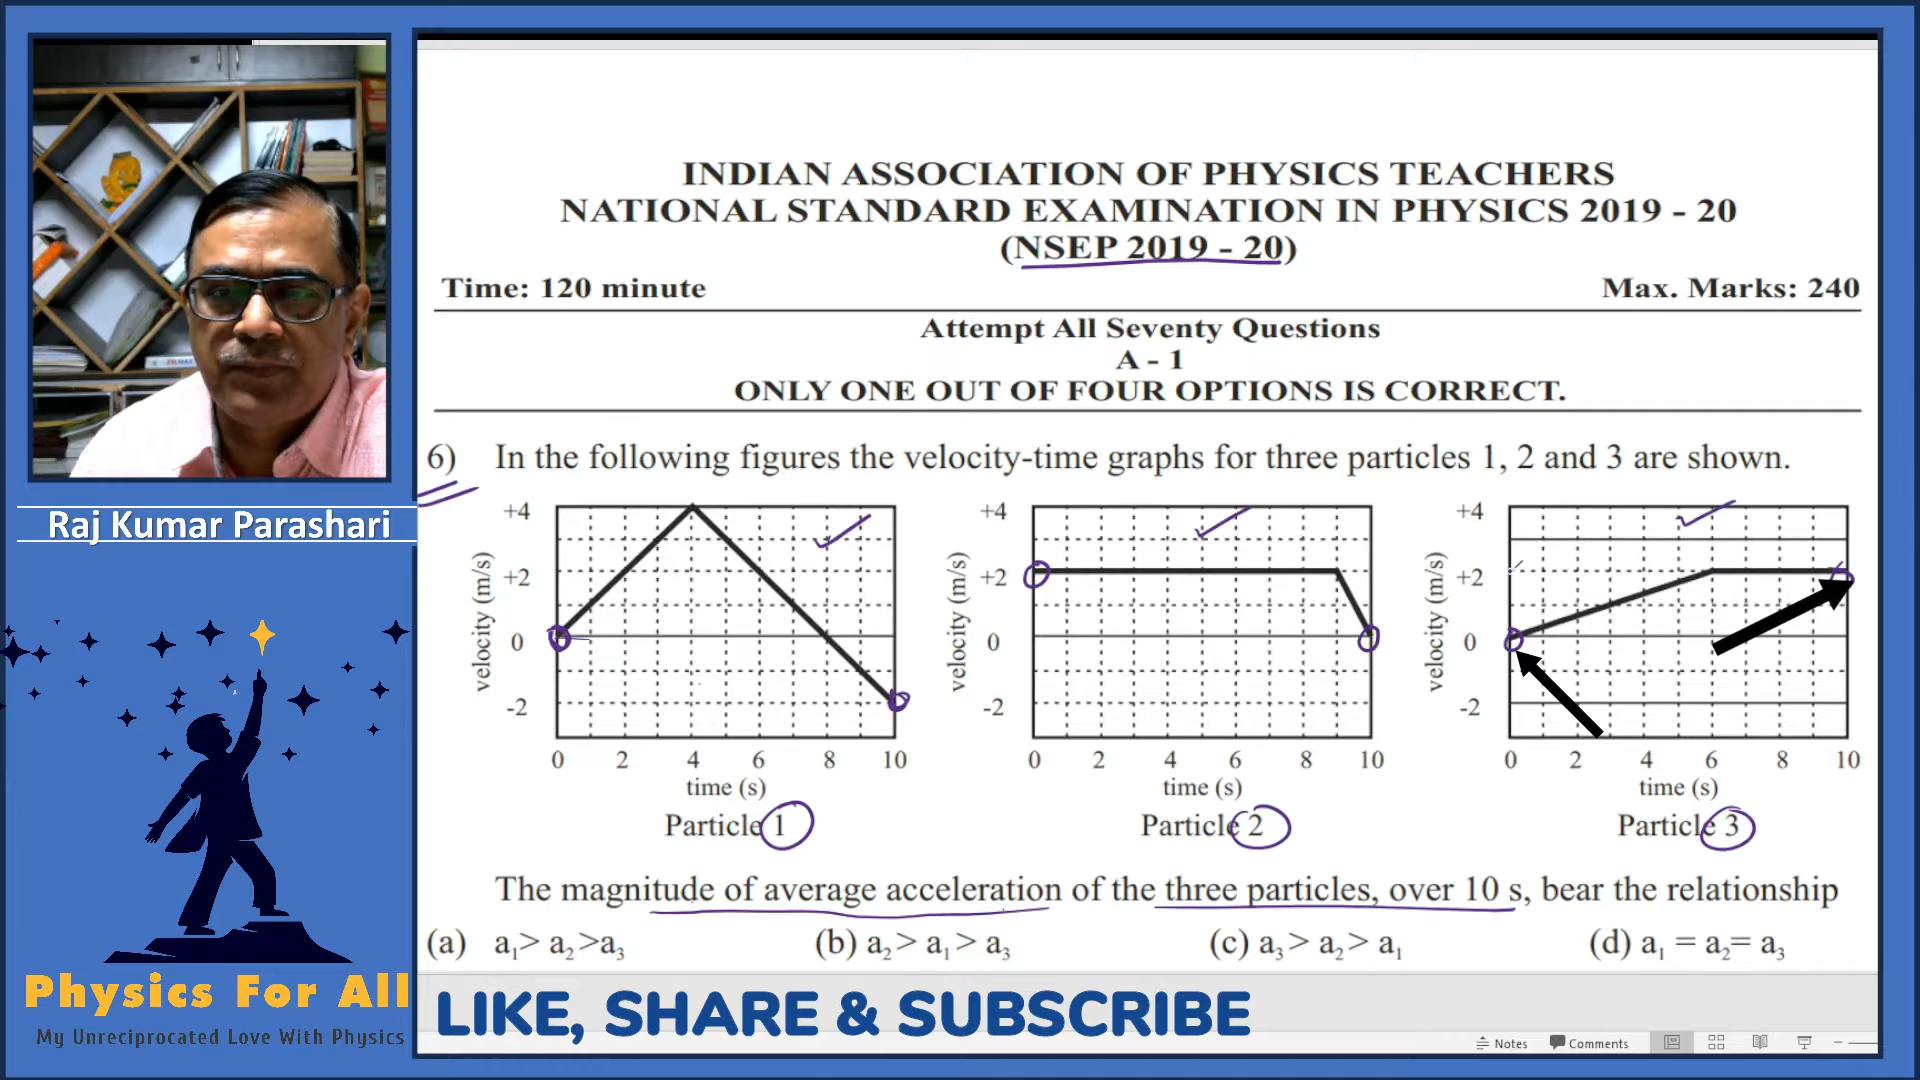 INDIAN ASSOCIATION OF PHYSICS TEACHERS
NATIONAL STANDARD EXAMINATION IN PHYSICS 2019 - 20
(NSEP 2019 - 20)
Time: 120 minute Max. Marks: 240
Attempt All Seventy Questions
A - 1
ONLY ONE OUT OF FOUR OPTIONS IS CORRECT.
6) In the following figures the velocity-time graphs for three particles 1, 2 and 3 are shown.
velocity (m/s)
+4
+2
0
-2
0 2 4 6 8 10
time (s)
Particle 1
velocity (m/s)
+4
+2
0
-2
0 2 4 6 8 10
time (s)
Particle 2
velocity (m/s)
+4
+2
0
-2
0 2 4 6 8 10
time (s)
Particle 3
The magnitude of average acceleration of the three particles, over 10 s, bear the relationship
(a) a₁> a₂ >a₃ (b) a₂ > a₁ > a₃ (c) a₃ > a₂ > a₁ (d) a₁ = a₂= a₃
Raj Kumar Parashari
Physics For All
My Unreciprocated Love With Physics
LIKE, SHARE & SUBSCRIBE
Notes Comments